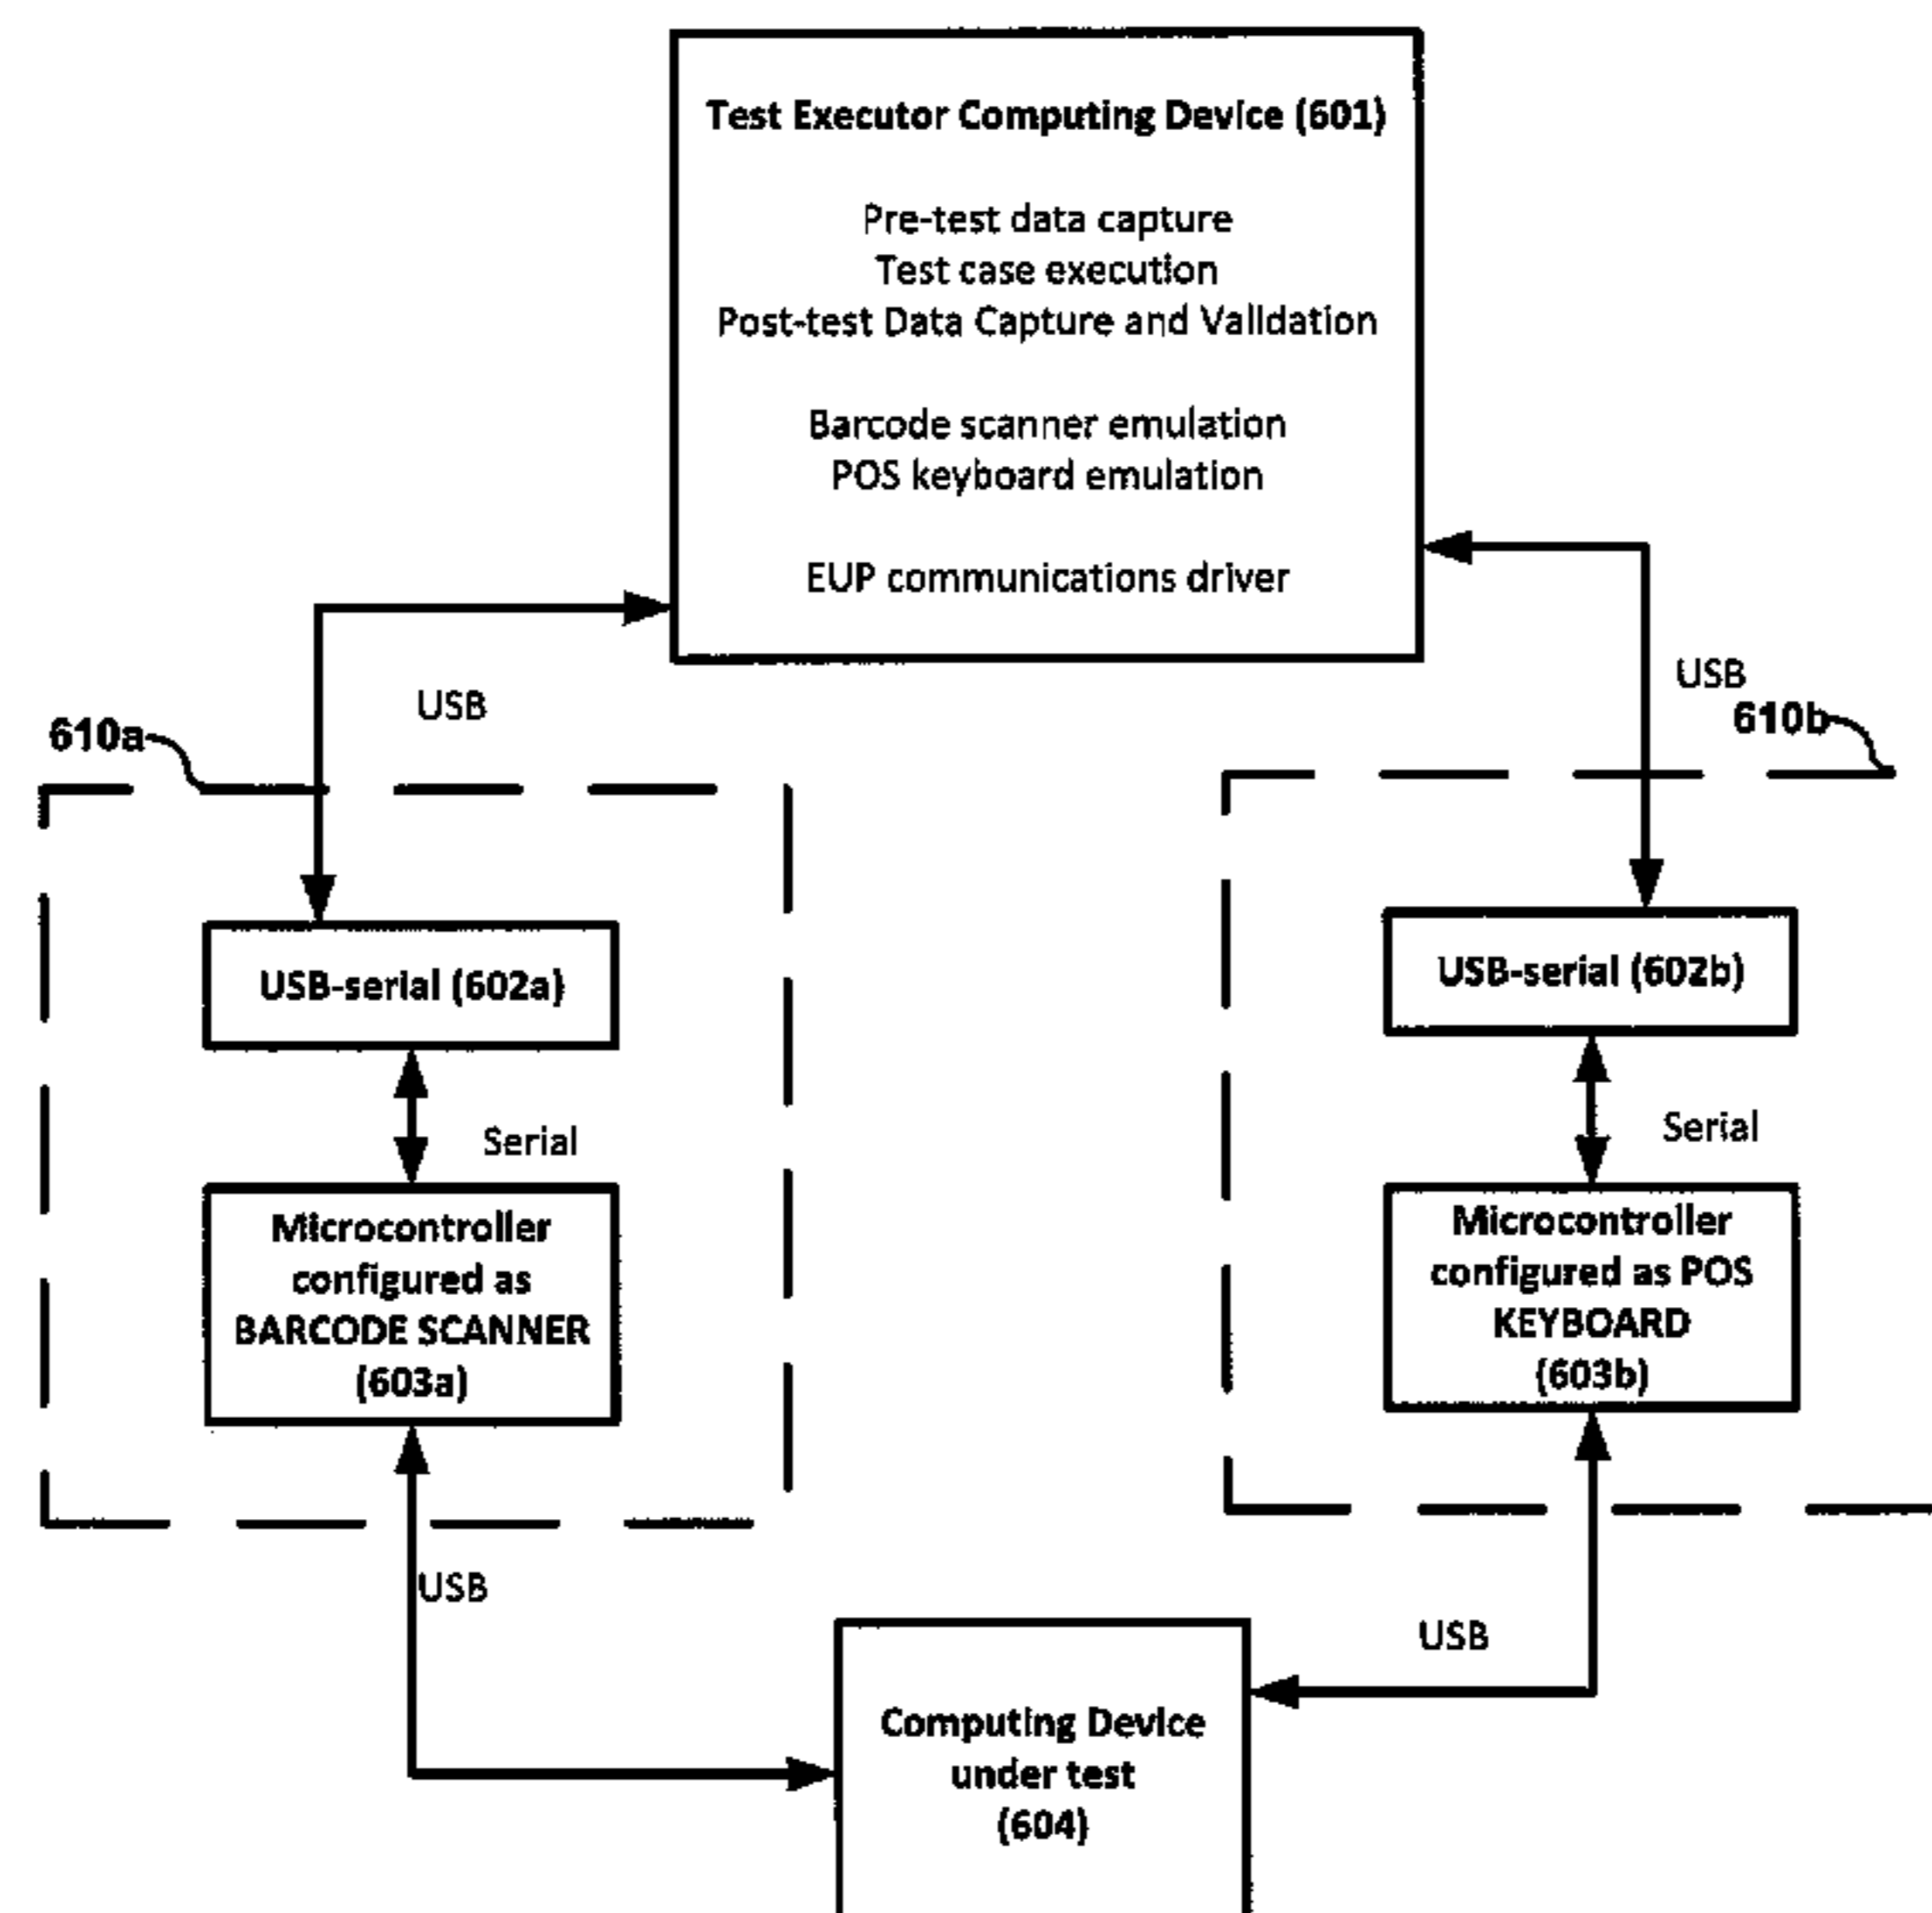 Test Executor Computing Device (601)
Pre-test data capture
Test case execution
Post-test Data Capture and Validation
Barcode scanner emulation
POS keyboard emulation
EUP communications driver
USB
USB
610a
610b
USB-serial (602a)
USB-serial (602b)
Serial
Serial
Microcontroller
configured as
BARCODE SCANNER
(603a)
Microcontroller
configured as POS
KEYBOARD
(603b)
USB
USB
Computing Device
under test
(604)